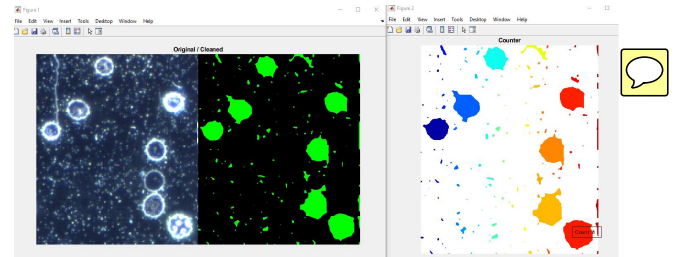 Figure 1
File Edit View Insert Tools Desktop Window Help
Original / Cleaned
Figure 2
File Edit View Insert Tools Desktop Window Help
Counter